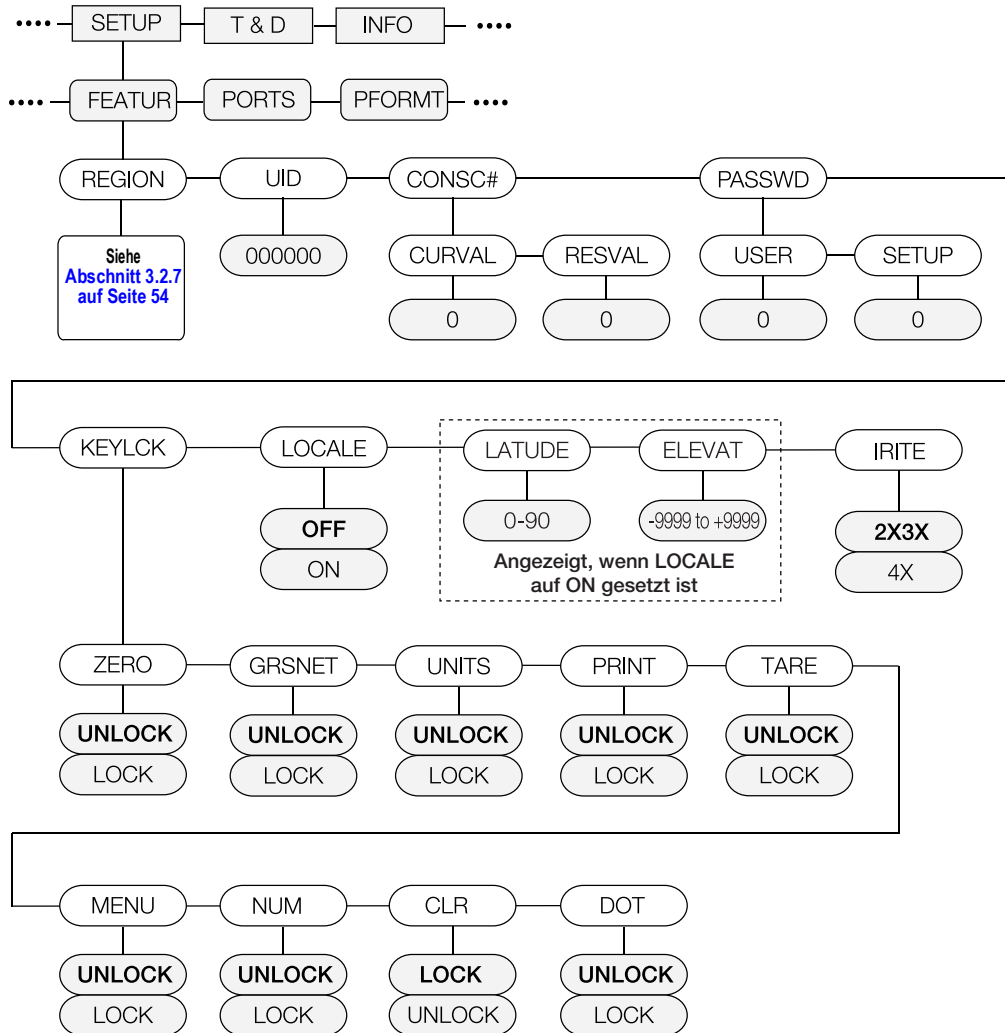 •••• SETUP T & D INFO ••••
•••• FEATUR PORTS PFORMT ••••
REGION UID CONSC# PASSWD
Siehe
Abschnitt 3.2.7
auf Seite 54
000000 CURVAL RESVAL USER SETUP
0 0 0 0
KEYLCK LOCALE LATUDE ELEVAT IRITE
OFF 0-90 -9999 to +9999 2X3X
ON 4X
Angezeigt, wenn LOCALE
auf ON gesetzt ist
ZERO GRSNET UNITS PRINT TARE
UNLOCK UNLOCK UNLOCK UNLOCK UNLOCK
LOCK LOCK LOCK LOCK LOCK
MENU NUM CLR DOT
UNLOCK UNLOCK LOCK UNLOCK
LOCK LOCK UNLOCK LOCK